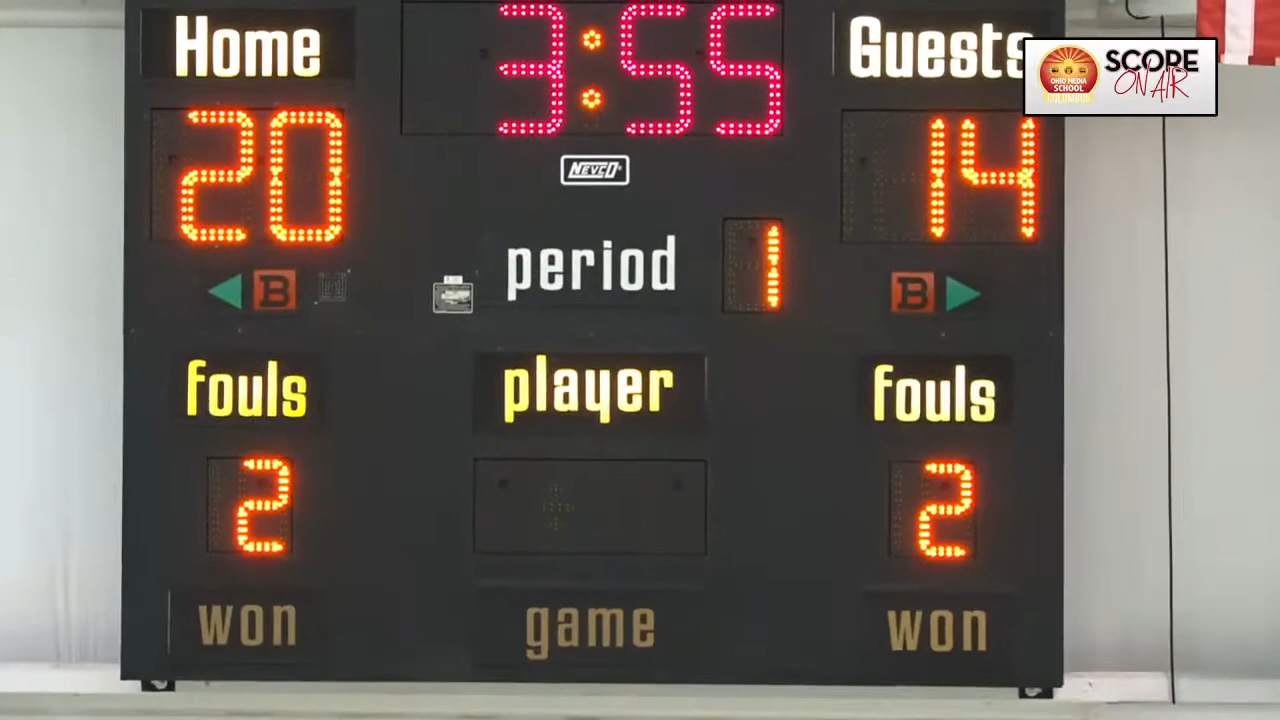 Home
3:55
Guests
SCORE
ON AIR
OHIO MEDIA
SCHOOL
COLUMBUS
20
14
NEVCO
period
1
B
B
fouls
player
fouls
2
2
won
game
won